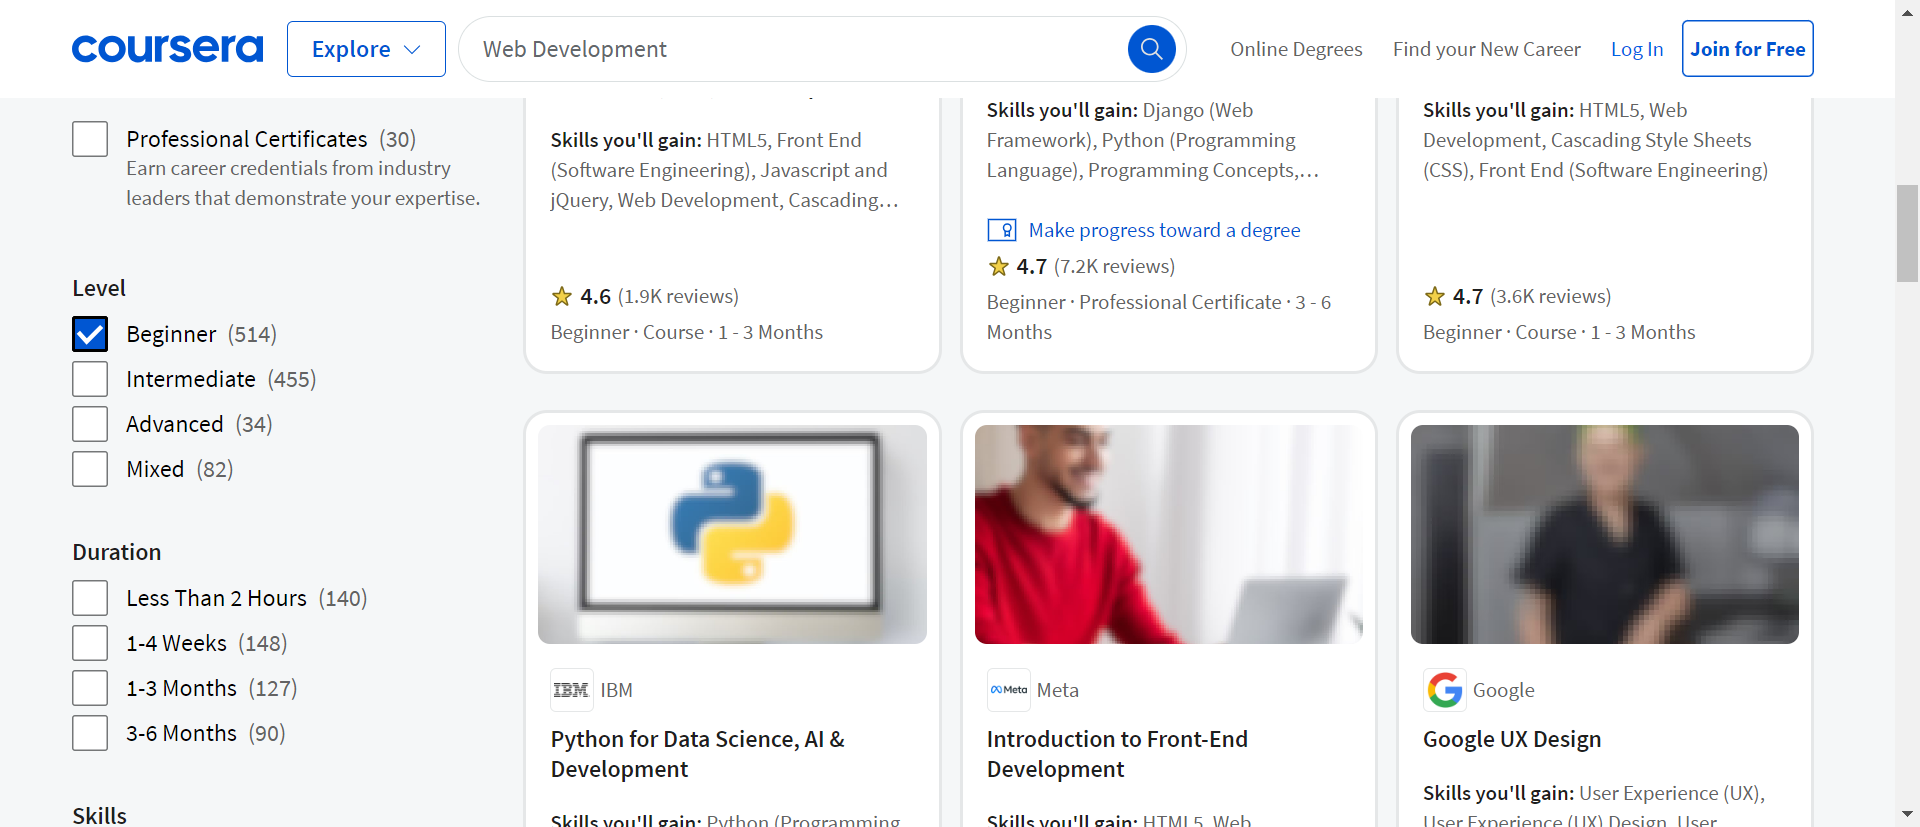 coursera
Explore
Web Development
Online Degrees
Find your New Career
Log In
Join for Free
Professional Certificates (30)
Earn career credentials from industry
leaders that demonstrate your expertise.
Level
Beginner (514)
Intermediate (455)
Advanced (34)
Mixed (82)
Duration
Less Than 2 Hours (140)
1-4 Weeks (148)
1-3 Months (127)
3-6 Months (90)
Skills
Skills you'll gain: HTML5, Front End
(Software Engineering), Javascript and
jQuery, Web Development, Cascading…
4.6 (1.9K reviews)
Beginner · Course · 1 - 3 Months
Skills you'll gain: Django (Web
Framework), Python (Programming
Language), Programming Concepts,…
Make progress toward a degree
4.7 (7.2K reviews)
Beginner · Professional Certificate · 3 - 6
Months
Skills you'll gain: HTML5, Web
Development, Cascading Style Sheets
(CSS), Front End (Software Engineering)
4.7 (3.6K reviews)
Beginner · Course · 1 - 3 Months
IBM IBM
Python for Data Science, AI &
Development
Skills you'll gain: Python (Programming
Meta Meta
Introduction to Front-End
Development
Skills you'll gain: HTML5, Web
G Google
Google UX Design
Skills you'll gain: User Experience (UX),
User Experience (UX) Design, User